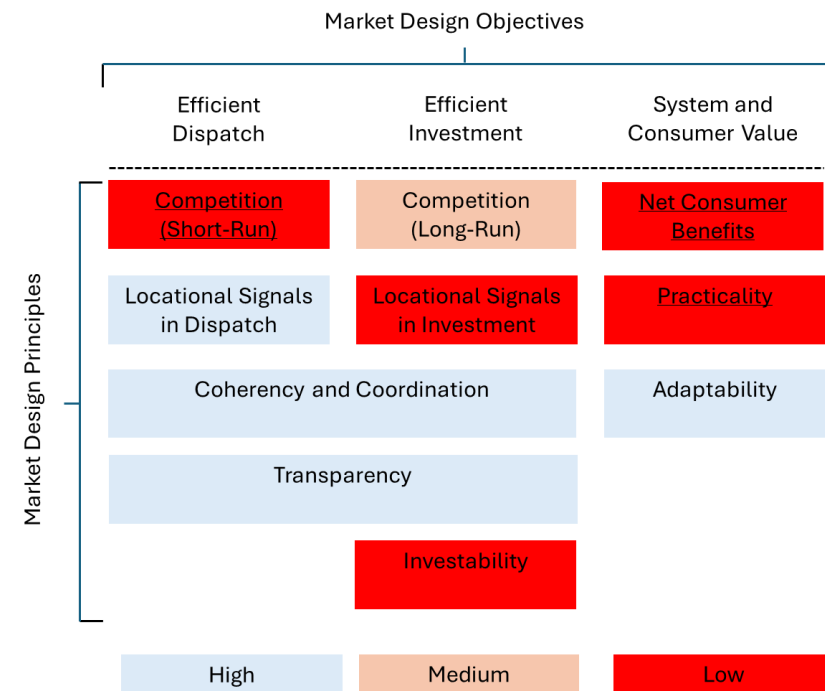 Market Design Objectives
Efficient
Dispatch
Efficient
Investment
System and
Consumer Value
Market Design Principles
Competition
(Short-Run)
Competition
(Long-Run)
Net Consumer
Benefits
Locational Signals
in Dispatch
Locational Signals
in Investment
Practicality
Coherency and Coordination
Adaptability
Transparency
Investability
High
Medium
Low